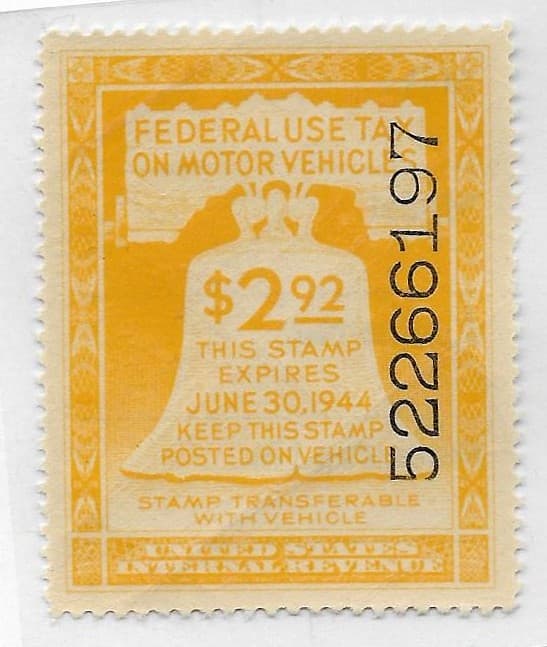 FEDERAL USE TAX
ON MOTOR VEHICLES
$2.92
THIS STAMP
EXPIRES
JUNE 30, 1944
KEEP THIS STAMP
POSTED ON VEHICLE
STAMP TRANSFERABLE
WITH VEHICLE
UNITED STATES
INTERNAL REVENUE
52266197